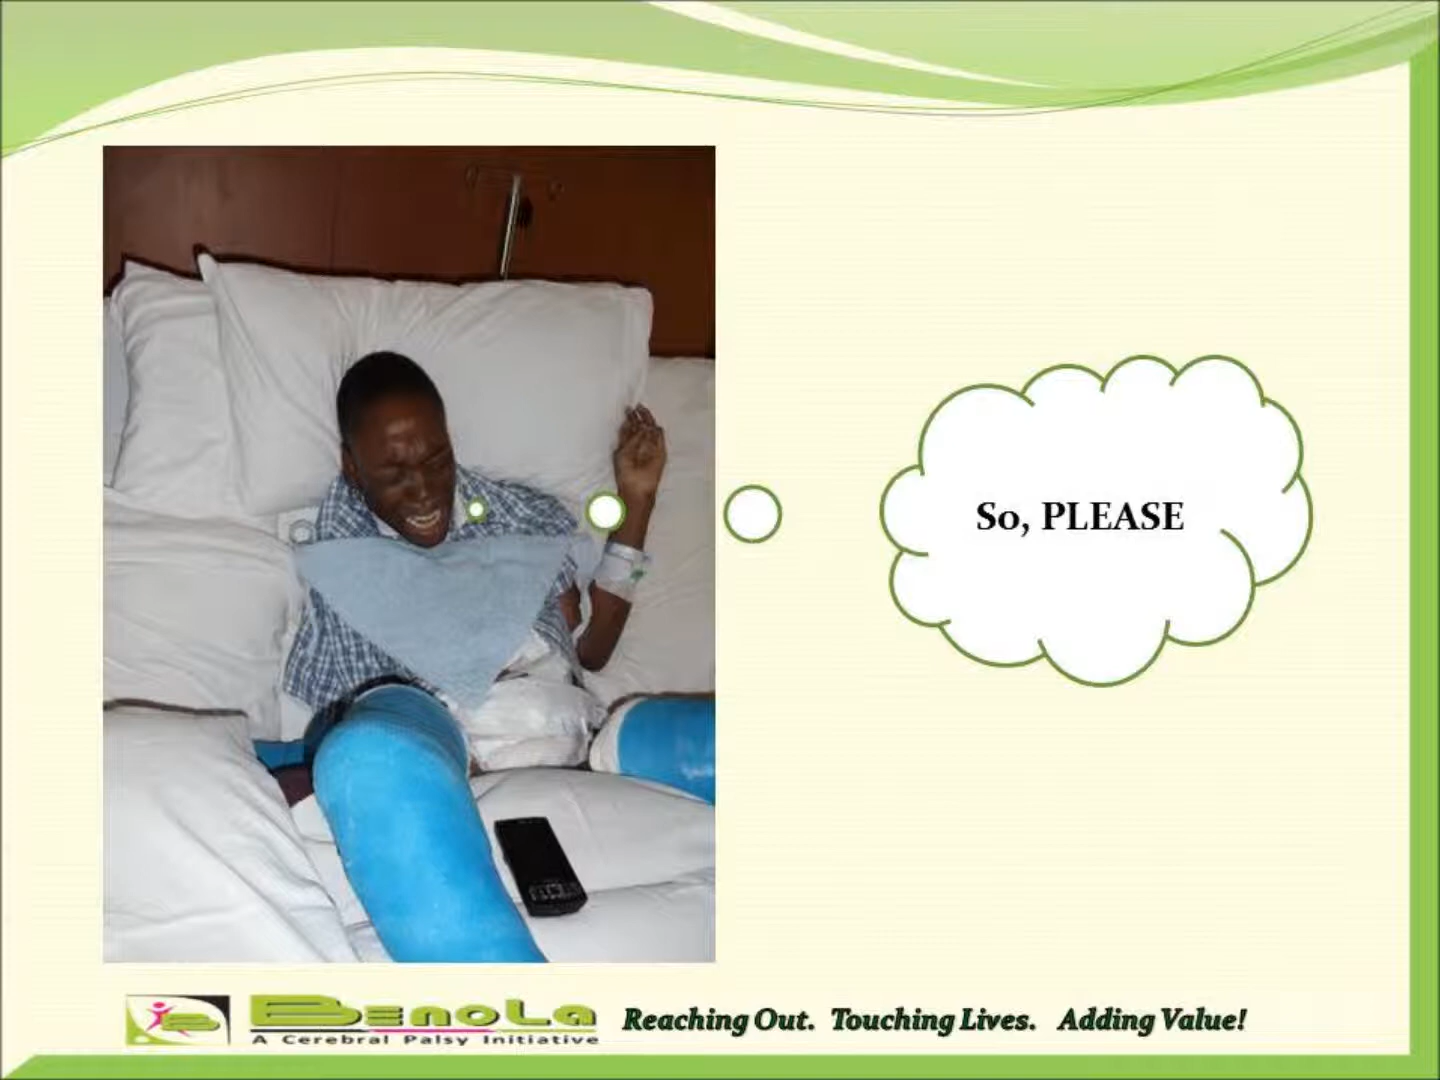 So, PLEASE
BenoLa
A Cerebral Palsy Initiative
Reaching Out. Touching Lives. Adding Value!